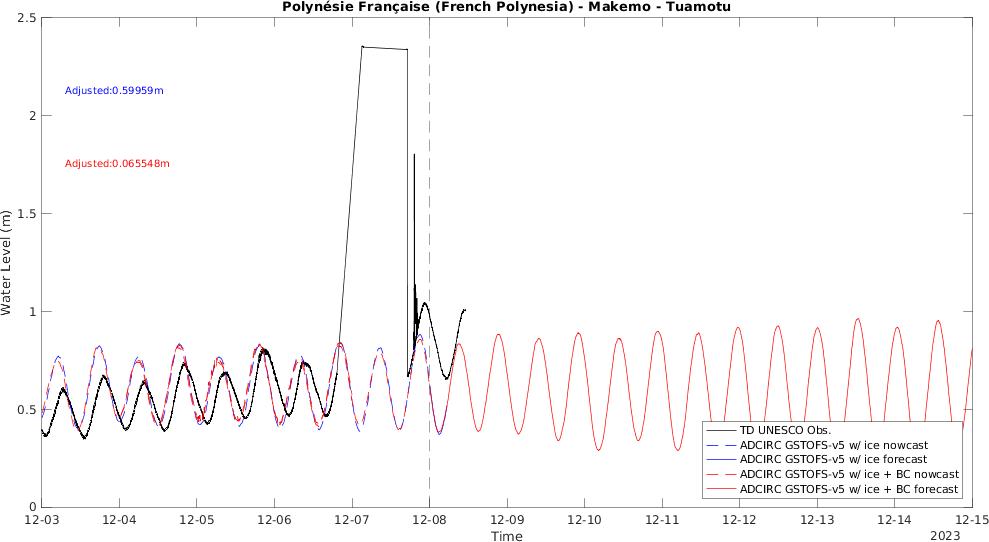 Polynésie Française (French Polynesia) - Makemo - Tuamotu
2.5
Adjusted:0.59959m
2
Adjusted:0.065548m
1.5
Water Level (m)
1
0.5
0
TD UNESCO Obs.
ADCIRC GSTOFS-v5 w/ ice nowcast
ADCIRC GSTOFS-v5 w/ ice forecast
ADCIRC GSTOFS-v5 w/ ice + BC nowcast
ADCIRC GSTOFS-v5 w/ ice + BC forecast
12-03 12-04 12-05 12-06 12-07 12-08 12-09 12-10 12-11 12-12 12-13 12-14 12-15
Time
2023